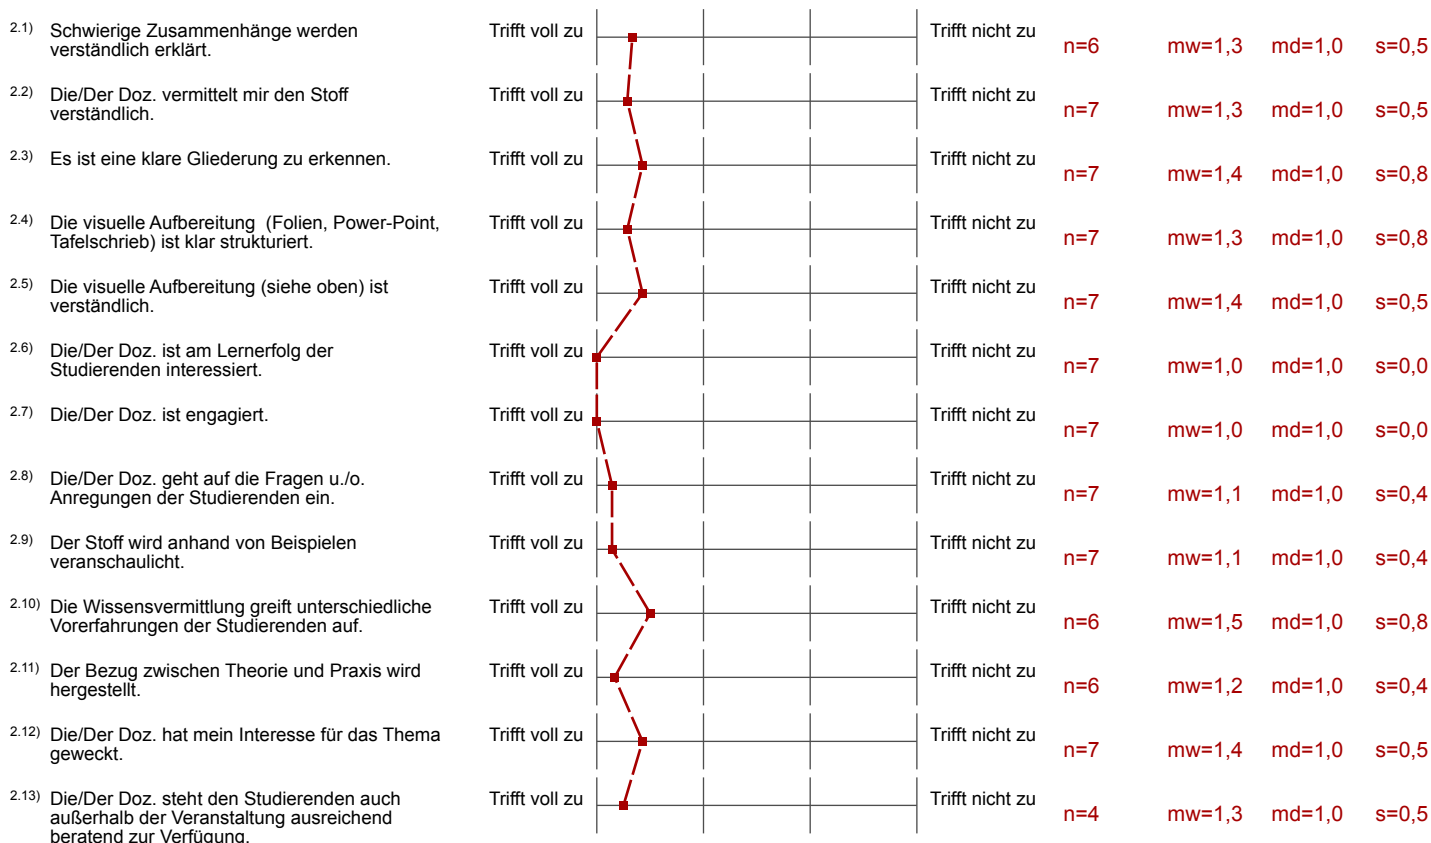 2.1) Schwierige Zusammenhänge werden Trifft voll zu Trifft nicht zu n=6 mw=1,3 md=1,0 s=0,5
verständlich erklärt.
2.2) Die/Der Doz. vermittelt mir den Stoff Trifft voll zu Trifft nicht zu n=7 mw=1,3 md=1,0 s=0,5
verständlich.
2.3) Es ist eine klare Gliederung zu erkennen. Trifft voll zu Trifft nicht zu n=7 mw=1,4 md=1,0 s=0,8
2.4) Die visuelle Aufbereitung (Folien, Power-Point, Trifft voll zu Trifft nicht zu n=7 mw=1,3 md=1,0 s=0,8
Tafelschrieb) ist klar strukturiert.
2.5) Die visuelle Aufbereitung (siehe oben) ist Trifft voll zu Trifft nicht zu n=7 mw=1,4 md=1,0 s=0,5
verständlich.
2.6) Die/Der Doz. ist am Lernerfolg der Trifft voll zu Trifft nicht zu n=7 mw=1,0 md=1,0 s=0,0
Studierenden interessiert.
2.7) Die/Der Doz. ist engagiert. Trifft voll zu Trifft nicht zu n=7 mw=1,0 md=1,0 s=0,0
2.8) Die/Der Doz. geht auf die Fragen u./o. Trifft voll zu Trifft nicht zu n=7 mw=1,1 md=1,0 s=0,4
Anregungen der Studierenden ein.
2.9) Der Stoff wird anhand von Beispielen Trifft voll zu Trifft nicht zu n=7 mw=1,1 md=1,0 s=0,4
veranschaulicht.
2.10) Die Wissensvermittlung greift unterschiedliche Trifft voll zu Trifft nicht zu n=6 mw=1,5 md=1,0 s=0,8
Vorerfahrungen der Studierenden auf.
2.11) Der Bezug zwischen Theorie und Praxis wird Trifft voll zu Trifft nicht zu n=6 mw=1,2 md=1,0 s=0,4
hergestellt.
2.12) Die/Der Doz. hat mein Interesse für das Thema Trifft voll zu Trifft nicht zu n=7 mw=1,4 md=1,0 s=0,5
geweckt.
2.13) Die/Der Doz. steht den Studierenden auch Trifft voll zu Trifft nicht zu n=4 mw=1,3 md=1,0 s=0,5
außerhalb der Veranstaltung ausreichend
beratend zur Verfügung.